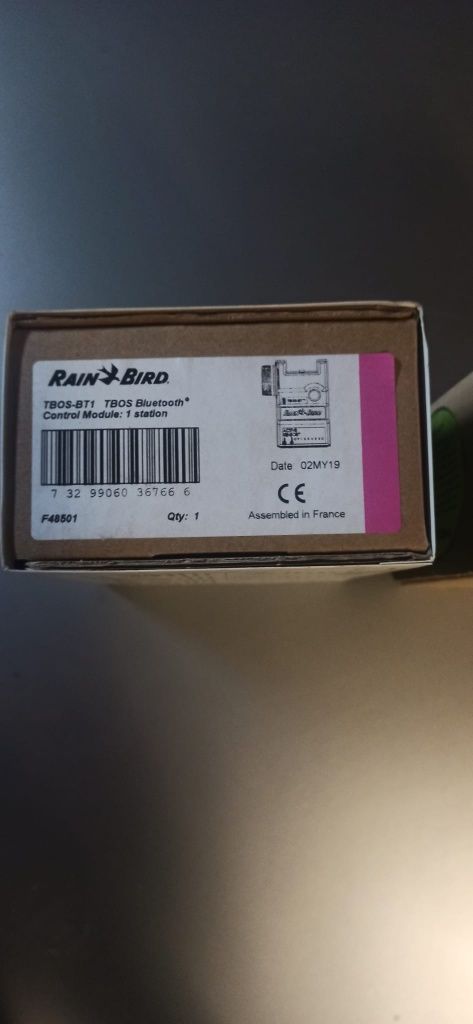 RAIN BIRD.
TBOS-BT1 TBOS Bluetooth®
Control Module: 1 station
7 32 99060 36766 6
F48501 Qty: 1
Date 02MY19
CE
Assembled in France